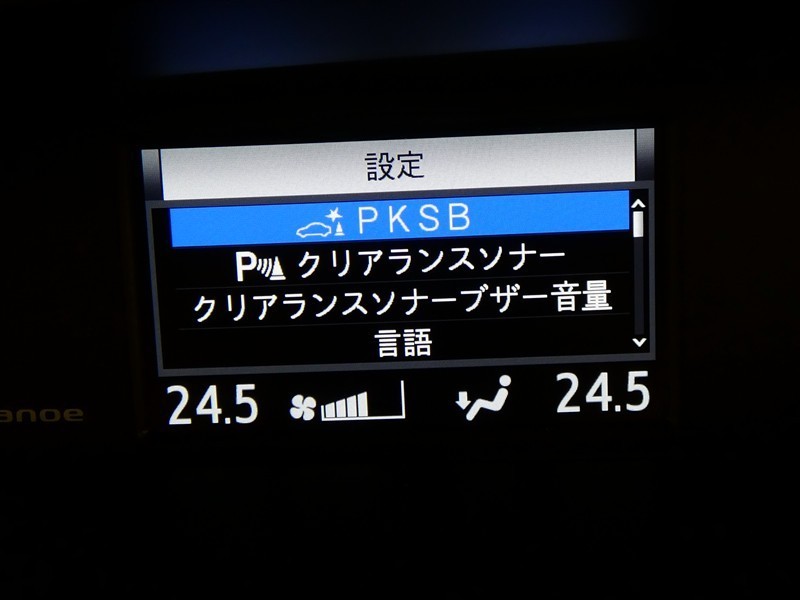 設定
PKSB
P クリアランスソナー
クリアランスソナーブザー音量
言語
24.5 24.5
anoe